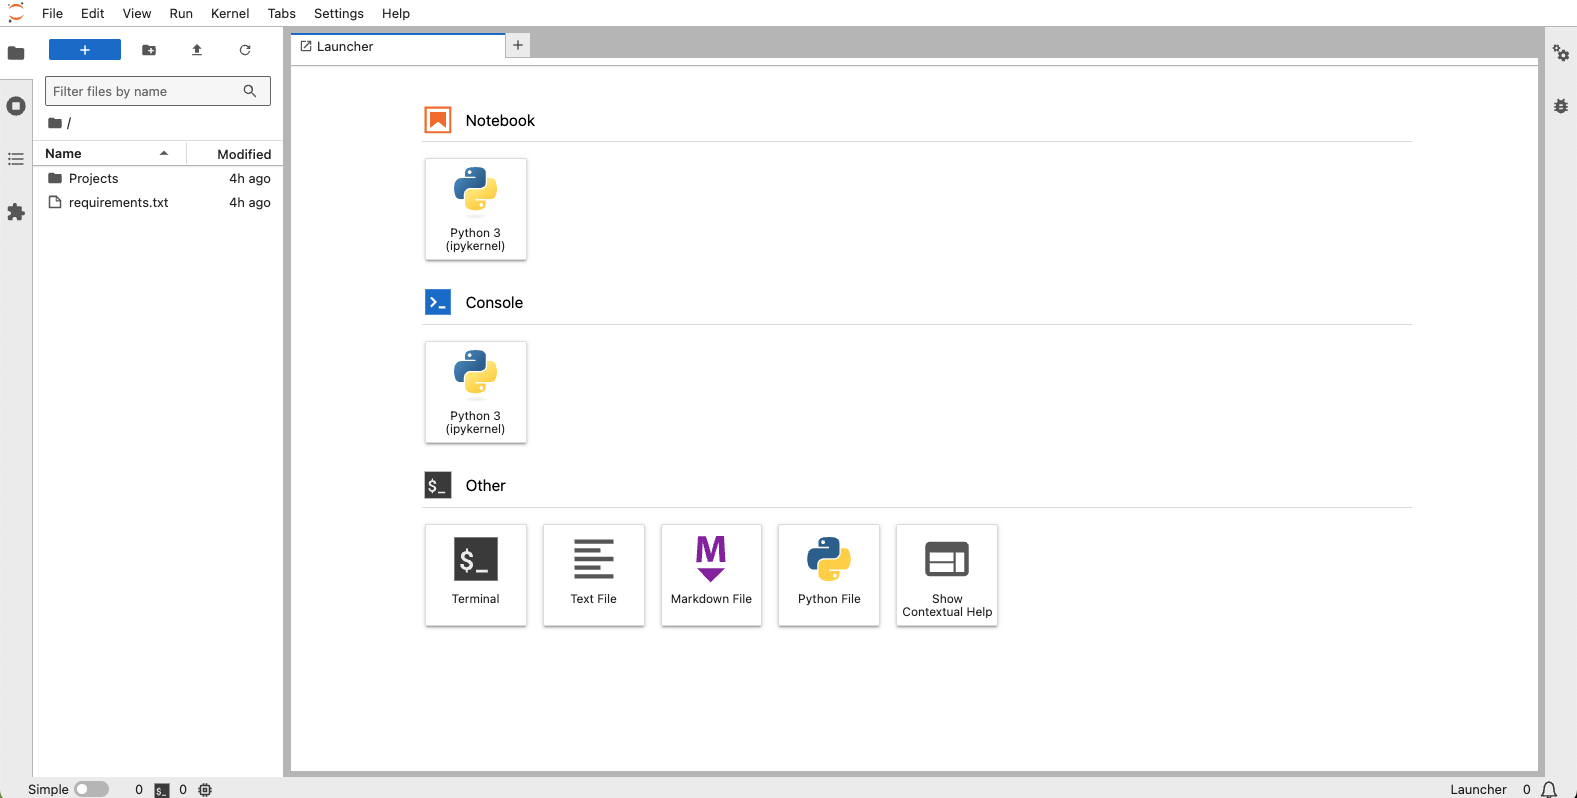 File Edit View Run Kernel Tabs Settings Help
Launcher
Filter files by name
/
Name Modified
Projects 4h ago
requirements.txt 4h ago
Notebook
Python 3
(ipykernel)
Console
Python 3
(ipykernel)
$_ Other
$_
Terminal
Text File
M
Markdown File
Python File
Show
Contextual Help
Simple 0 $_ 0 Launcher 0